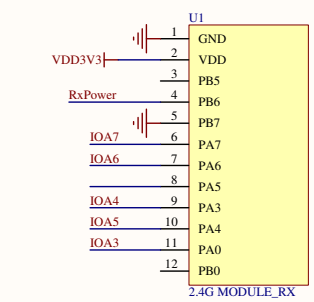 U1
1 GND
VDD3V3 2 VDD
3 PB5
RxPower 4 PB6
5 PB7
IOA7 6 PA7
IOA6 7 PA6
8 PA5
IOA4 9 PA3
IOA5 10 PA4
IOA3 11 PA0
12 PB0
2.4G MODULE_RX